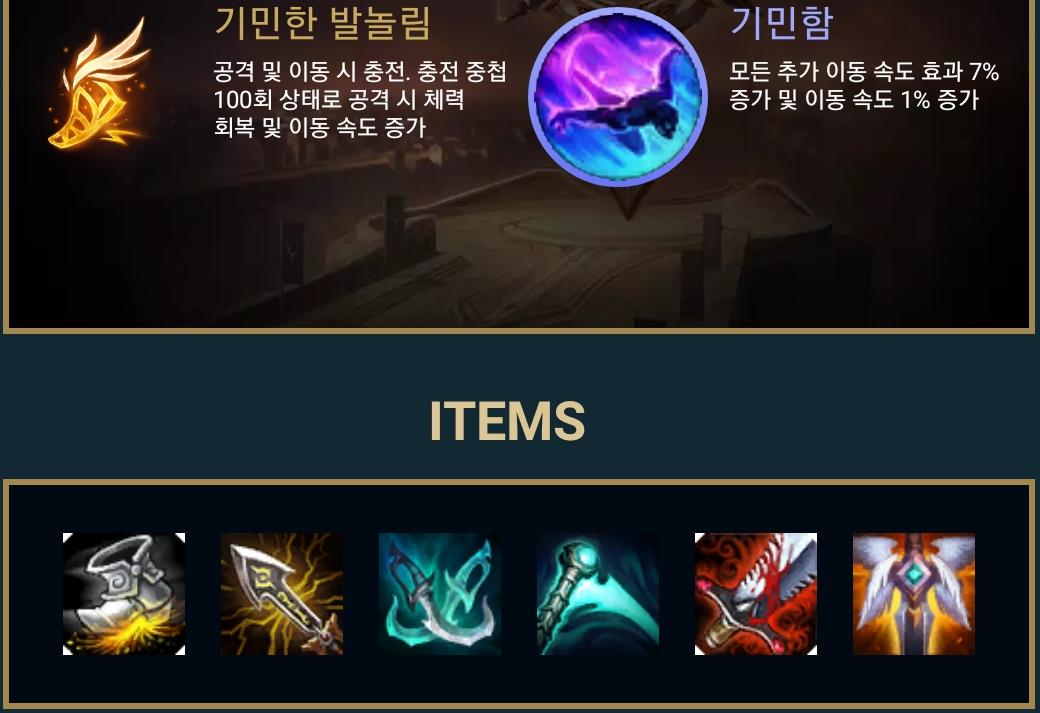 기민한 발놀림
공격 및 이동 시 충전. 충전 중첩
100회 상태로 공격 시 체력
회복 및 이동 속도 증가
기민함
모든 추가 이동 속도 효과 7%
증가 및 이동 속도 1% 증가
ITEMS